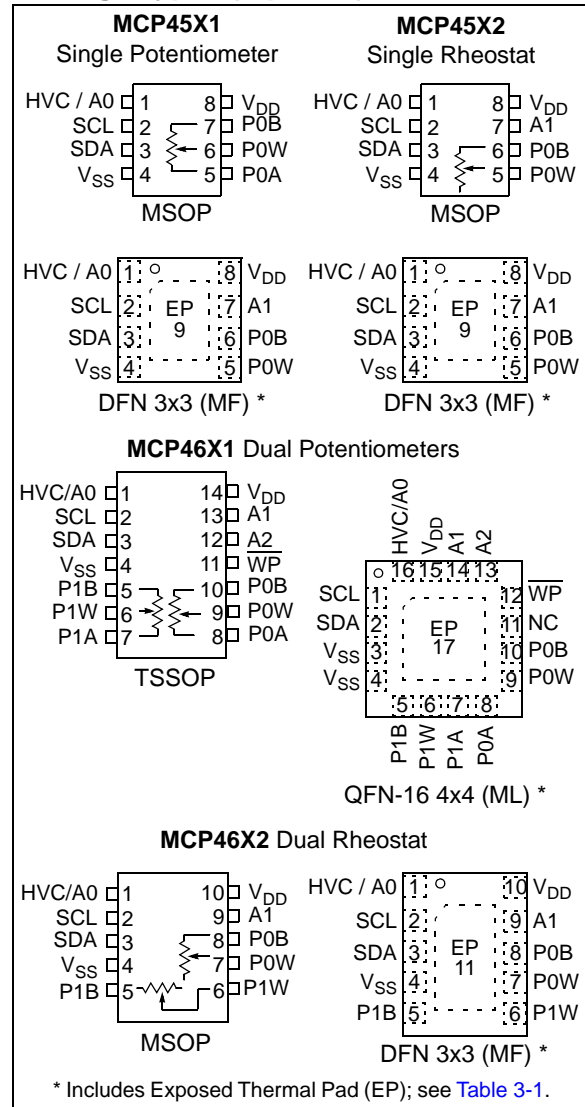 MCP45X1
Single Potentiometer
HVC / A0 1 8 VDD
SCL 2 7 P0B
SDA 3 6 P0W
VSS 4 5 P0A
MSOP
MCP45X2
Single Rheostat
HVC / A0 1 8 VDD
SCL 2 7 A1
SDA 3 6 P0B
VSS 4 5 P0W
MSOP
HVC / A0 1 8 VDD
SCL 2 EP 7 A1
SDA 3 9 6 P0B
VSS 4 5 P0W
DFN 3x3 (MF) *
HVC / A0 1 8 VDD
SCL 2 EP 7 A1
SDA 3 9 6 P0B
VSS 4 5 P0W
DFN 3x3 (MF) *
MCP46X1 Dual Potentiometers
HVC/A0 1 14 VDD
SCL 2 13 A1
SDA 3 12 A2
VSS 4 11 WP
P1B 5 10 P0B
P1W 6 9 P0W
P1A 7 8 P0A
TSSOP
HVC/A0 VDD A1 A2
16 15 14 13
SCL 1 12 WP
SDA 2 EP 11 NC
VSS 3 17 10 P0B
VSS 4 9 P0W
5 6 7 8
P1B P1W P1A P0A
QFN-16 4x4 (ML) *
MCP46X2 Dual Rheostat
HVC/A0 1 10 VDD
SCL 2 9 A1
SDA 3 8 P0B
VSS 4 7 P0W
P1B 5 6 P1W
MSOP
HVC / A0 1 10 VDD
SCL 2 9 A1
SDA 3 EP 8 P0B
VSS 4 11 7 P0W
P1B 5 6 P1W
DFN 3x3 (MF) *
* Includes Exposed Thermal Pad (EP); see Table 3-1.